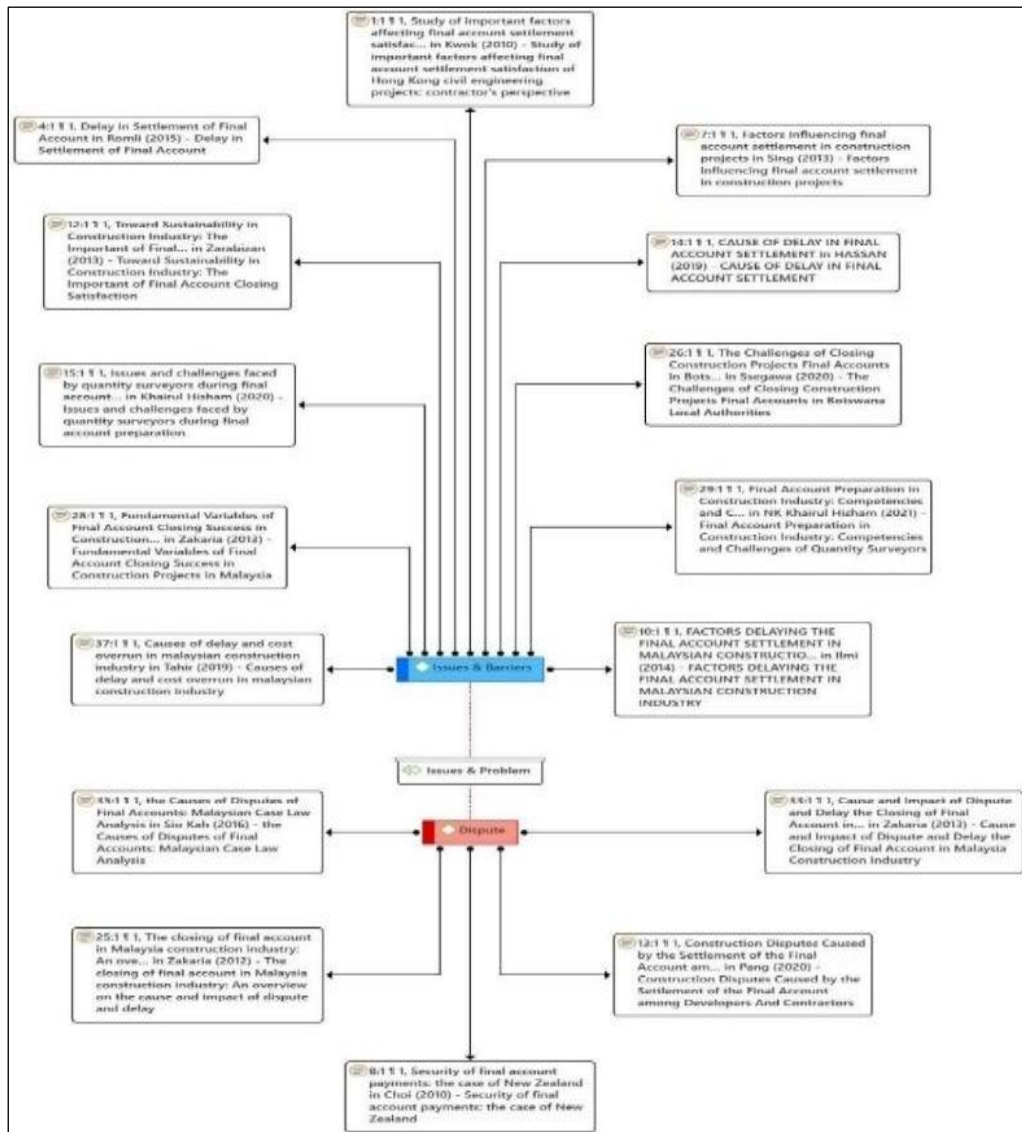 1:1 ¶ 1, Study of important factors
affecting final account settlement
satisfac... in Kwok (2010) - Study of
important factors affecting final
account settlement satisfaction of
Hong Kong civil engineering
projects: contractor's perspective
4:1 ¶ 1, Delay in Settlement of Final
Account in Romli (2015) - Delay in
Settlement of Final Account
7:1 ¶ 1, Factors Influencing final
account settlement in construction
projects in Sing (2013) - Factors
Influencing final account settlement
in construction projects
12:1 ¶ 1, Toward Sustainability in
Construction Industry: The
Important of Final... in Zarabizan
(2013) - Toward Sustainability in
Construction Industry: The
Important of Final Account Closing
Satisfaction
14:1 ¶ 1, CAUSE OF DELAY IN FINAL
ACCOUNT SETTLEMENT in HASSAN
(2019) - CAUSE OF DELAY IN FINAL
ACCOUNT SETTLEMENT
15:1 ¶ 1, Issues and challenges faced
by quantity surveyors during final
account... in Khairul Hisham (2020) -
Issues and challenges faced by
quantity surveyors during final
account preparation
26:1 ¶ 1, The Challenges of Closing
Construction Projects Final Accounts
in Bots... in Ssegawa (2020) - The
Challenges of Closing Construction
Projects Final Accounts in Botswana
Local Authorities
28:1 ¶ 1, Fundamental Variables of
Final Account Closing Success in
Construction... in Zakaria (2013) -
Fundamental Variables of Final
Account Closing Success in
Construction Projects in Malaysia
29:1 ¶ 1, Final Account Preparation in
Construction Industry: Competencies
and C... in NK Khairul Hisham (2021) -
Final Account Preparation in
Construction Industry: Competencies
and Challenges of Quantity Surveyors
37:1 ¶ 1, Causes of delay and cost
overrun in malaysian construction
industry in Tahir (2019) - Causes of
delay and cost overrun in malaysian
construction industry
Issues & Barriers
10:1 ¶ 1, FACTORS DELAYING THE
FINAL ACCOUNT SETTLEMENT IN
MALAYSIAN CONSTRUCTIO... in Ilmi
(2014) - FACTORS DELAYING THE
FINAL ACCOUNT SETTLEMENT IN
MALAYSIAN CONSTRUCTION
INDUSTRY
Issues & Problem
¶ 1, the Causes of Disputes of
Final Accounts: Malaysian Case Law
Analysis in Siu Kah (2016) - the
Causes of Disputes of Final
Accounts: Malaysian Case Law
Analysis
Dispute
¶ 1, Cause and Impact of Dispute
and Delay the Closing of Final
Account in... in Zakaria (2013) - Cause
and Impact of Dispute and Delay the
Closing of Final Account in Malaysia
Construction Industry
25:1 ¶ 1, The closing of final account
in Malaysia construction industry:
An ove... in Zakaria (2012) - The
closing of final account in Malaysia
construction industry: An overview
on the cause and impact of dispute
and delay
13:1 ¶ 1, Construction Disputes Caused
by the Settlement of the Final
Account am... in Pang (2020) -
Construction Disputes Caused by the
Settlement of the Final Account
among Developers And Contractors
8:1 ¶ 1, Security of final account
payments: the case of New Zealand
in Choi (2010) - Security of final
account payments: the case of New
Zealand